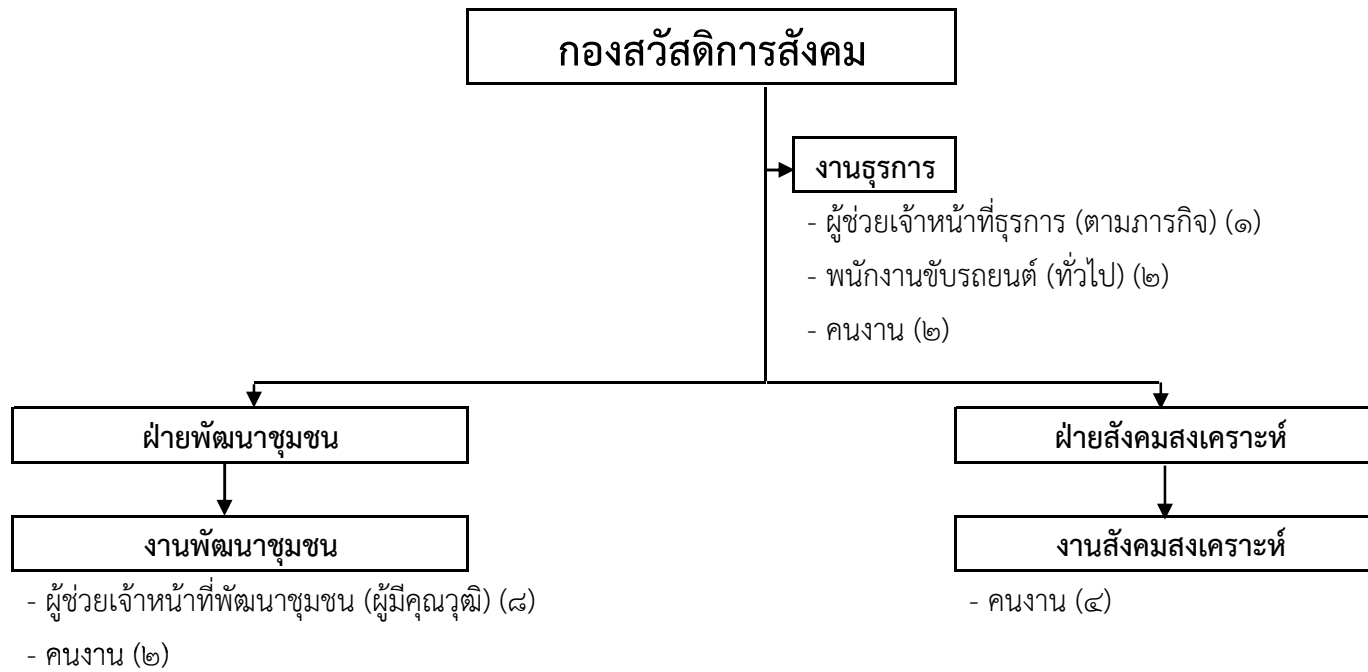 กองสวัสดิการสังคม
งานธุรการ
- ผู้ช่วยเจ้าหน้าที่ธุรการ (ตามภารกิจ) (๑)
- พนักงานขับรถยนต์ (ทั่วไป) (๒)
- คนงาน (๒)
ฝ่ายพัฒนาชุมชน
ฝ่ายสังคมสงเคราะห์
งานพัฒนาชุมชน
งานสังคมสงเคราะห์
- ผู้ช่วยเจ้าหน้าที่พัฒนาชุมชน (ผู้มีคุณวุฒิ) (๘)
- คนงาน (๔)
- คนงาน (๒)